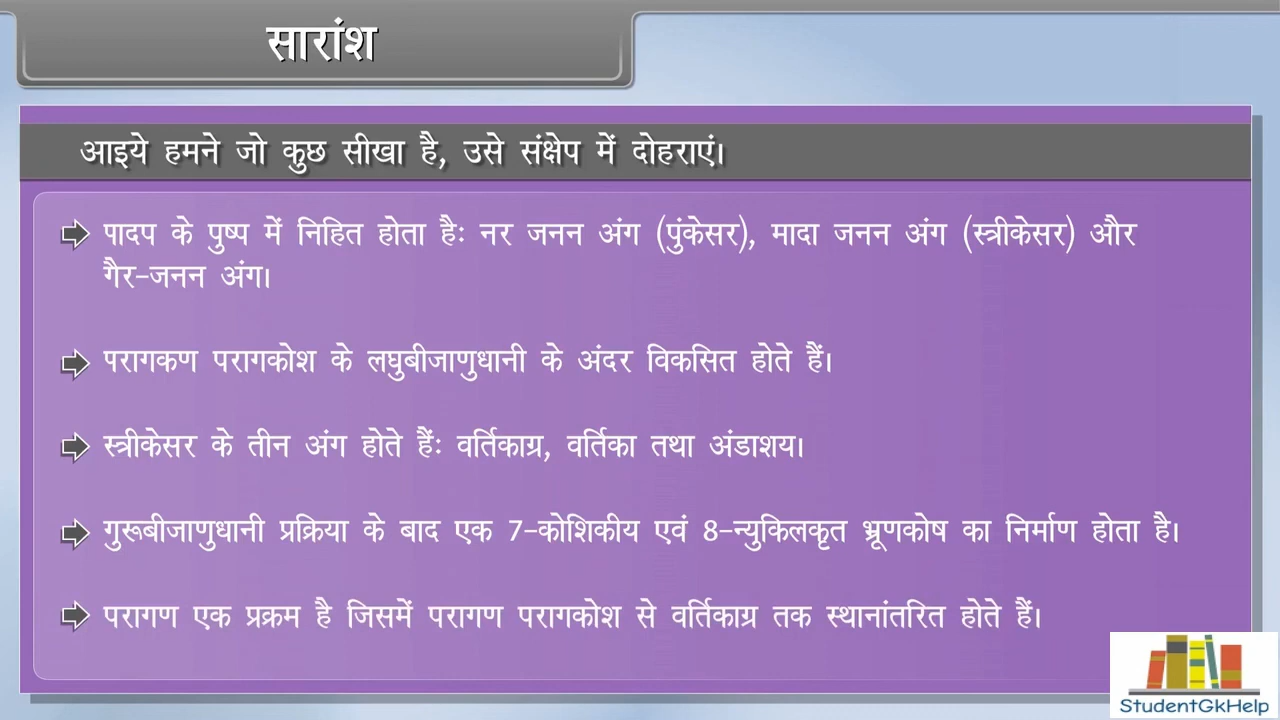 सारांश
आइये हमने जो कुछ सीखा है, उसे संक्षेप में दोहराएं।
पादप के पुष्प में निहित होता हैः नर जनन अंग (पुंकेसर), मादा जनन अंग (स्त्रीकेसर) और
गैर-जनन अंग।
परागकण परागकोश के लघुबीजाणुधानी के अंदर विकसित होते हैं।
स्त्रीकेसर के तीन अंग होते हैंः वर्तिकाग्र, वर्तिका तथा अंडाशय।
गुरूबीजाणुधानी प्रक्रिया के बाद एक 7-कोशिकीय एवं 8-न्युकिलकृत भ्रूणकोष का निर्माण होता है।
परागण एक प्रक्रम है जिसमें परागण परागकोश से वर्तिकाग्र तक स्थानांतरित होते हैं।
StudentGkHelp